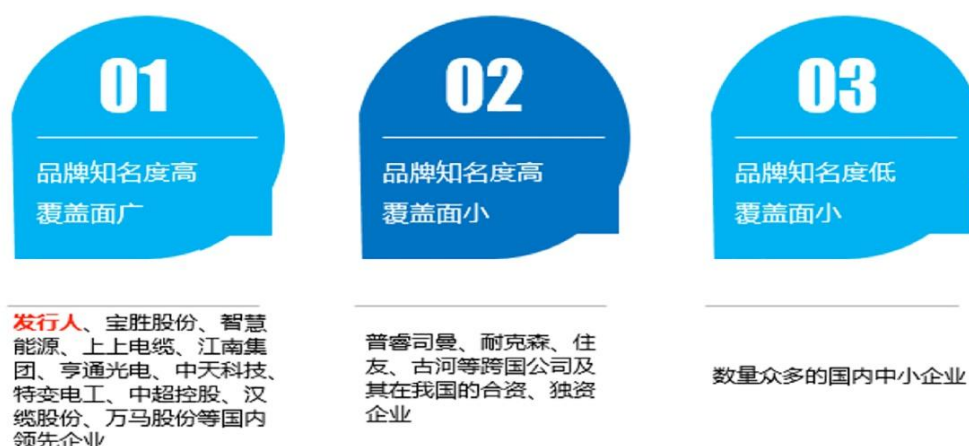 01
品牌知名度高
覆盖面广
发行人、宝胜股份、智慧
能源、上上电缆、江南集
团、亨通光电、中天科技、
特变电工、中超控股、汉
缆股份、万马股份等国内
领先企业
02
品牌知名度高
覆盖面小
普睿司曼、耐克森、住
友、古河等跨国公司及
其在我国的合资、独资
企业
03
品牌知名度低
覆盖面小
数量众多的国内中小企业